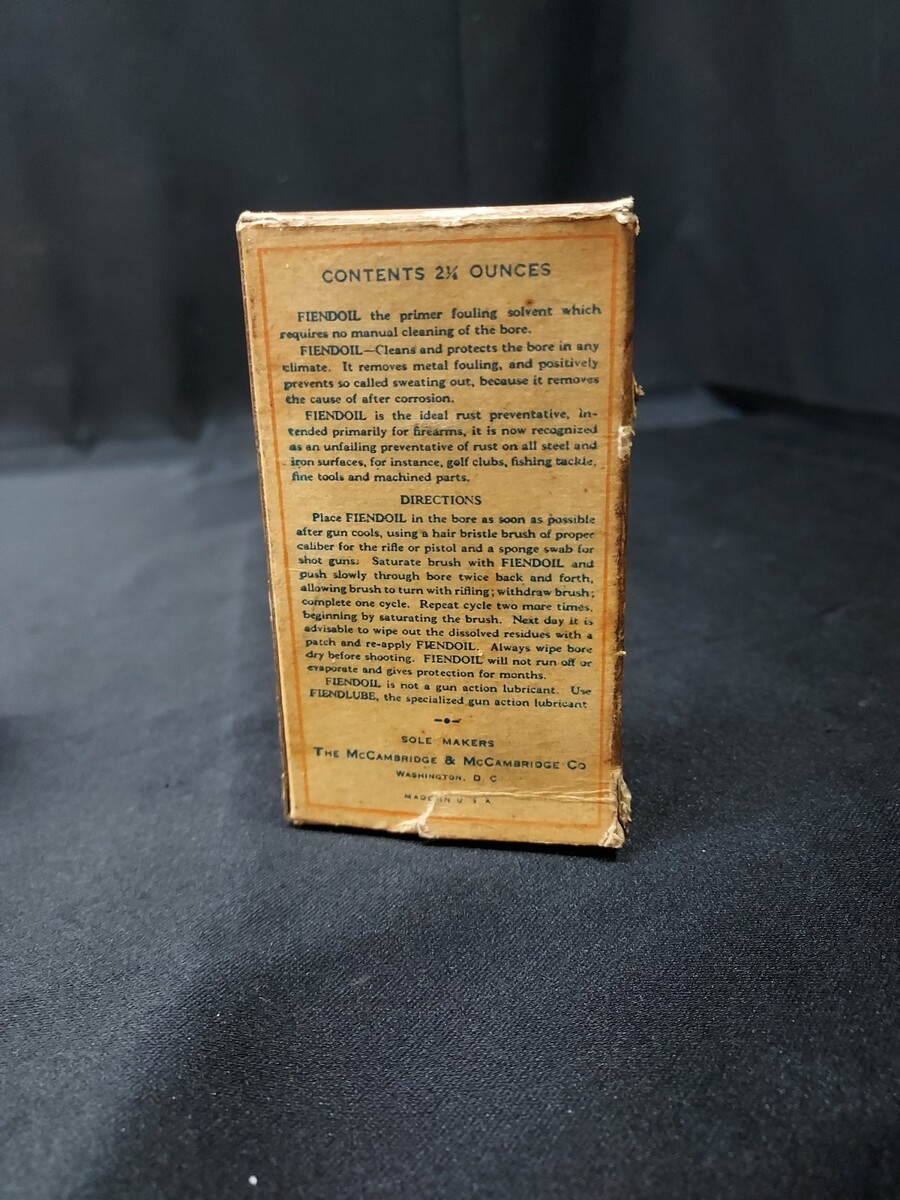 CONTENTS 2¼ OUNCES
FIENDOIL the primer fouling solvent which
requires no manual cleaning of the bore.
FIENDOIL—Cleans and protects the bore in any
climate. It removes metal fouling, and positively
prevents so called sweating out, because it removes
the cause of after corrosion.
FIENDOIL is the ideal rust preventative, in-
tended primarily for firearms, it is now recognized
as an unfailing preventative of rust on all steel and
iron surfaces, for instance, golf clubs, fishing tackle,
fine tools and machined parts.
DIRECTIONS
Place FIENDOIL in the bore as soon as possible
after gun cools, using a hair bristle brush of proper
caliber for the rifle or pistol and a sponge swab for
shot guns. Saturate brush with FIENDOIL and
push slowly through bore twice back and forth,
allowing brush to turn with rifling; withdraw brush;
complete one cycle. Repeat cycle two more times,
beginning by saturating the brush. Next day it is
advisable to wipe out the dissolved residues with a
patch and re-apply FIENDOIL. Always wipe bore
dry before shooting. FIENDOIL will not run off or
evaporate and gives protection for months.
FIENDOIL is not a gun action lubricant. Use
FIENDLUBE, the specialized gun action lubricant
SOLE MAKERS
THE MCCAMBRIDGE & MCCAMBRIDGE CO
WASHINGTON, D. C
MADE IN U. S. A.